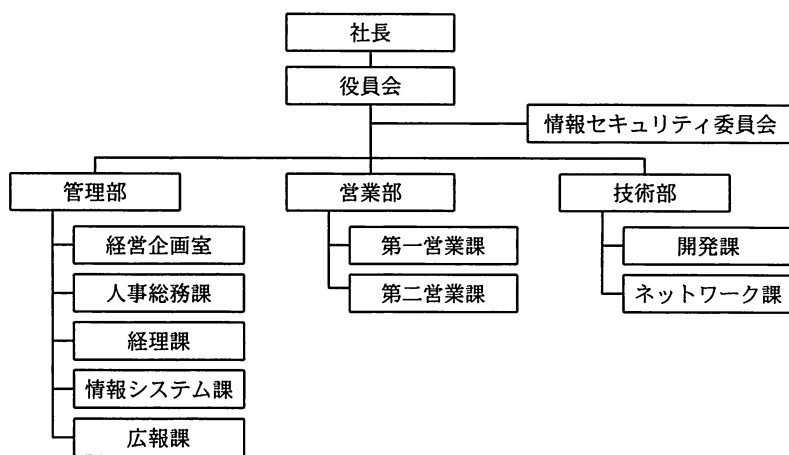 社長
役員会
情報セキュリティ委員会
管理部
営業部
技術部
経営企画室
第一営業課
開発課
人事総務課
第二営業課
ネットワーク課
経理課
情報システム課
広報課